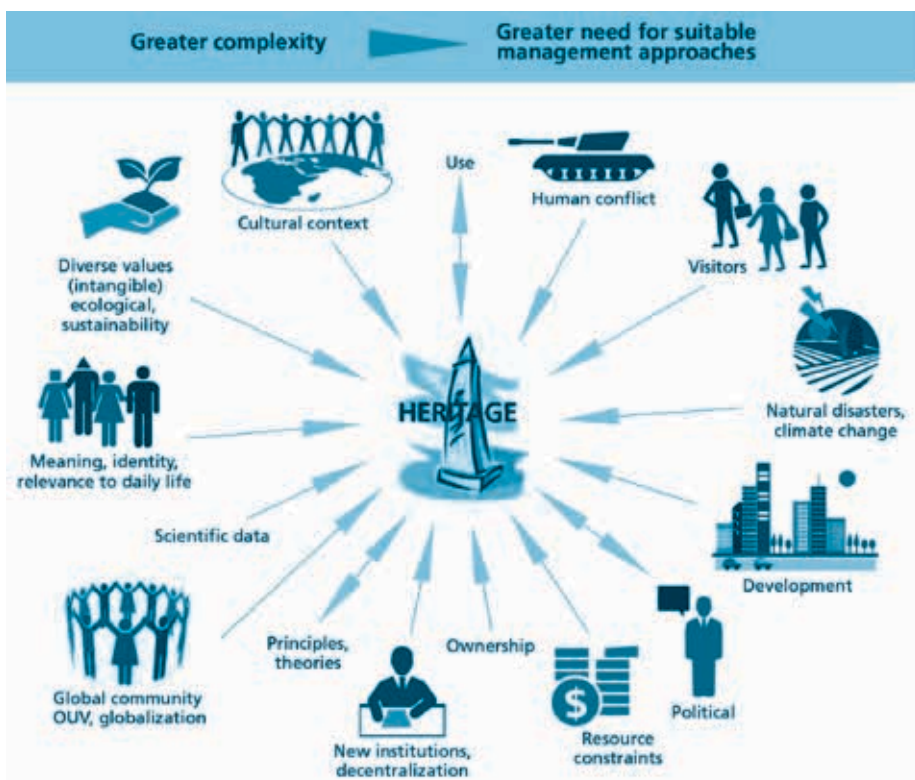 Greater complexity
Greater need for suitable
management approaches
Use
Cultural context
Human conflict
Visitors
Diverse values
(intangible)
ecological,
sustainability
HERITAGE
Natural disasters,
climate change
Meaning, identity,
relevance to daily life
Scientific data
Development
Principles,
theories
Ownership
Global community
OUV, globalization
New institutions,
decentralization
$
Resource
constraints
Political